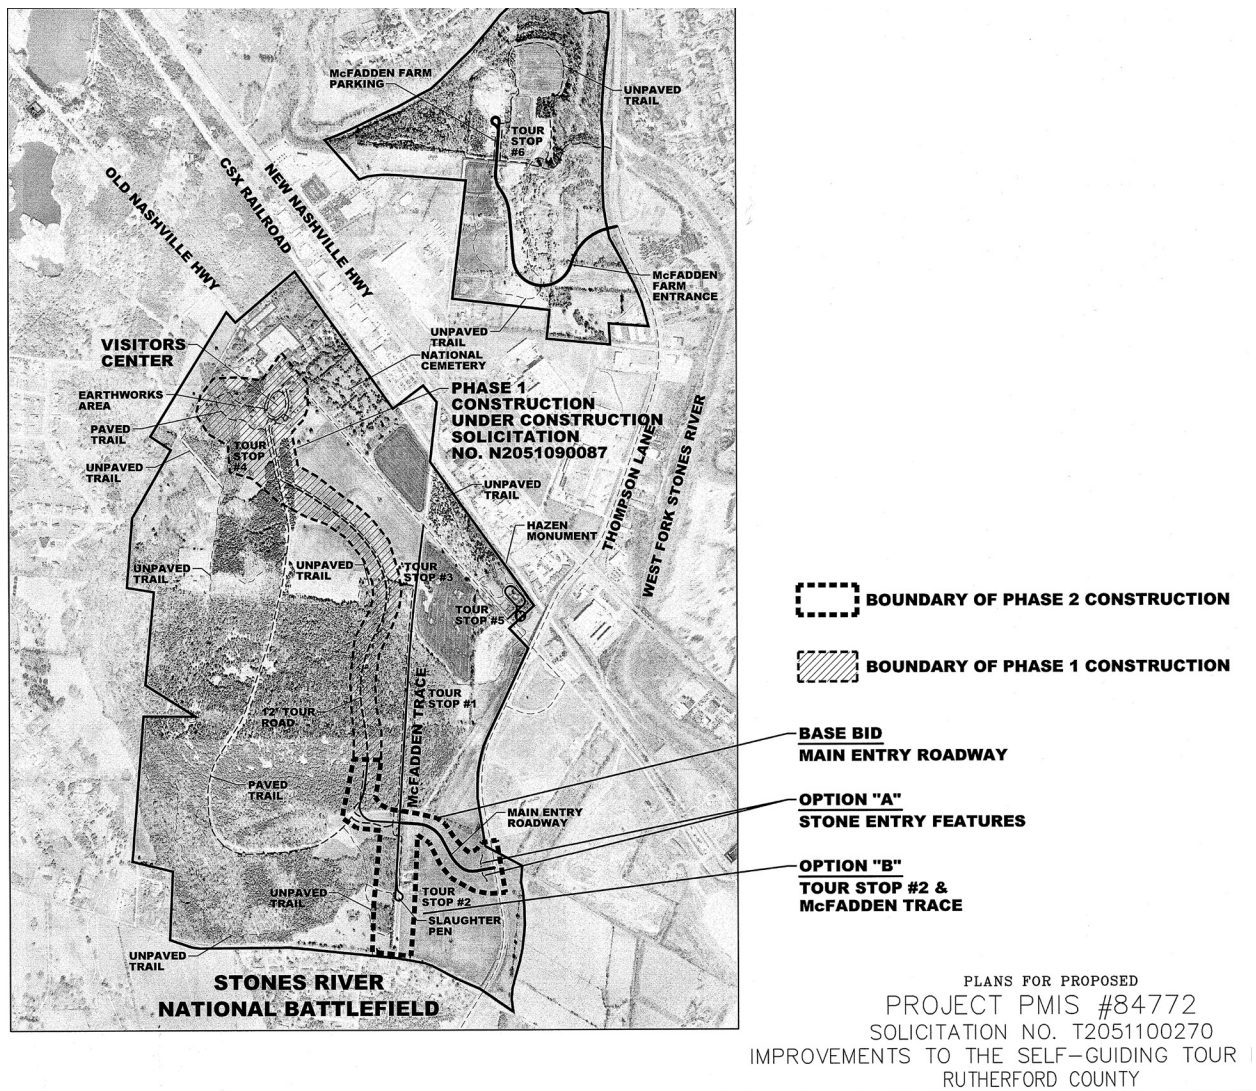 McFADDEN FARM
PARKING
UNPAVED
TRAIL
TOUR
STOP
#6
OLD NASHVILLE HWY
CSX RAILROAD
NEW NASHVILLE HWY
McFADDEN
FARM
ENTRANCE
UNPAVED
TRAIL
VISITORS
CENTER
NATIONAL
CEMETERY
EARTHWORKS
AREA
PHASE 1
CONSTRUCTION
UNDER CONSTRUCTION
SOLICITATION
NO. N2051090087
PAVED
TRAIL
TOUR
STOP
#4
UNPAVED
TRAIL
UNPAVED
TRAIL
THOMPSON LANE
WEST FORK STONES RIVER
HAZEN
MONUMENT
UNPAVED
TRAIL
UNPAVED
TRAIL
TOUR
STOP #3
TOUR
STOP #5
McFADDEN TRACE
TOUR
STOP #1
12' TOUR
ROAD
PAVED
TRAIL
MAIN ENTRY
ROADWAY
UNPAVED
TRAIL
TOUR
STOP #2
SLAUGHTER
PEN
UNPAVED
TRAIL
STONES RIVER
NATIONAL BATTLEFIELD
BOUNDARY OF PHASE 2 CONSTRUCTION
BOUNDARY OF PHASE 1 CONSTRUCTION
BASE BID
MAIN ENTRY ROADWAY
OPTION "A"
STONE ENTRY FEATURES
OPTION "B"
TOUR STOP #2 &
McFADDEN TRACE
PLANS FOR PROPOSED
PROJECT PMIS #84772
SOLICITATION NO. T2051100270
IMPROVEMENTS TO THE SELF-GUIDING TOUR
RUTHERFORD COUNTY